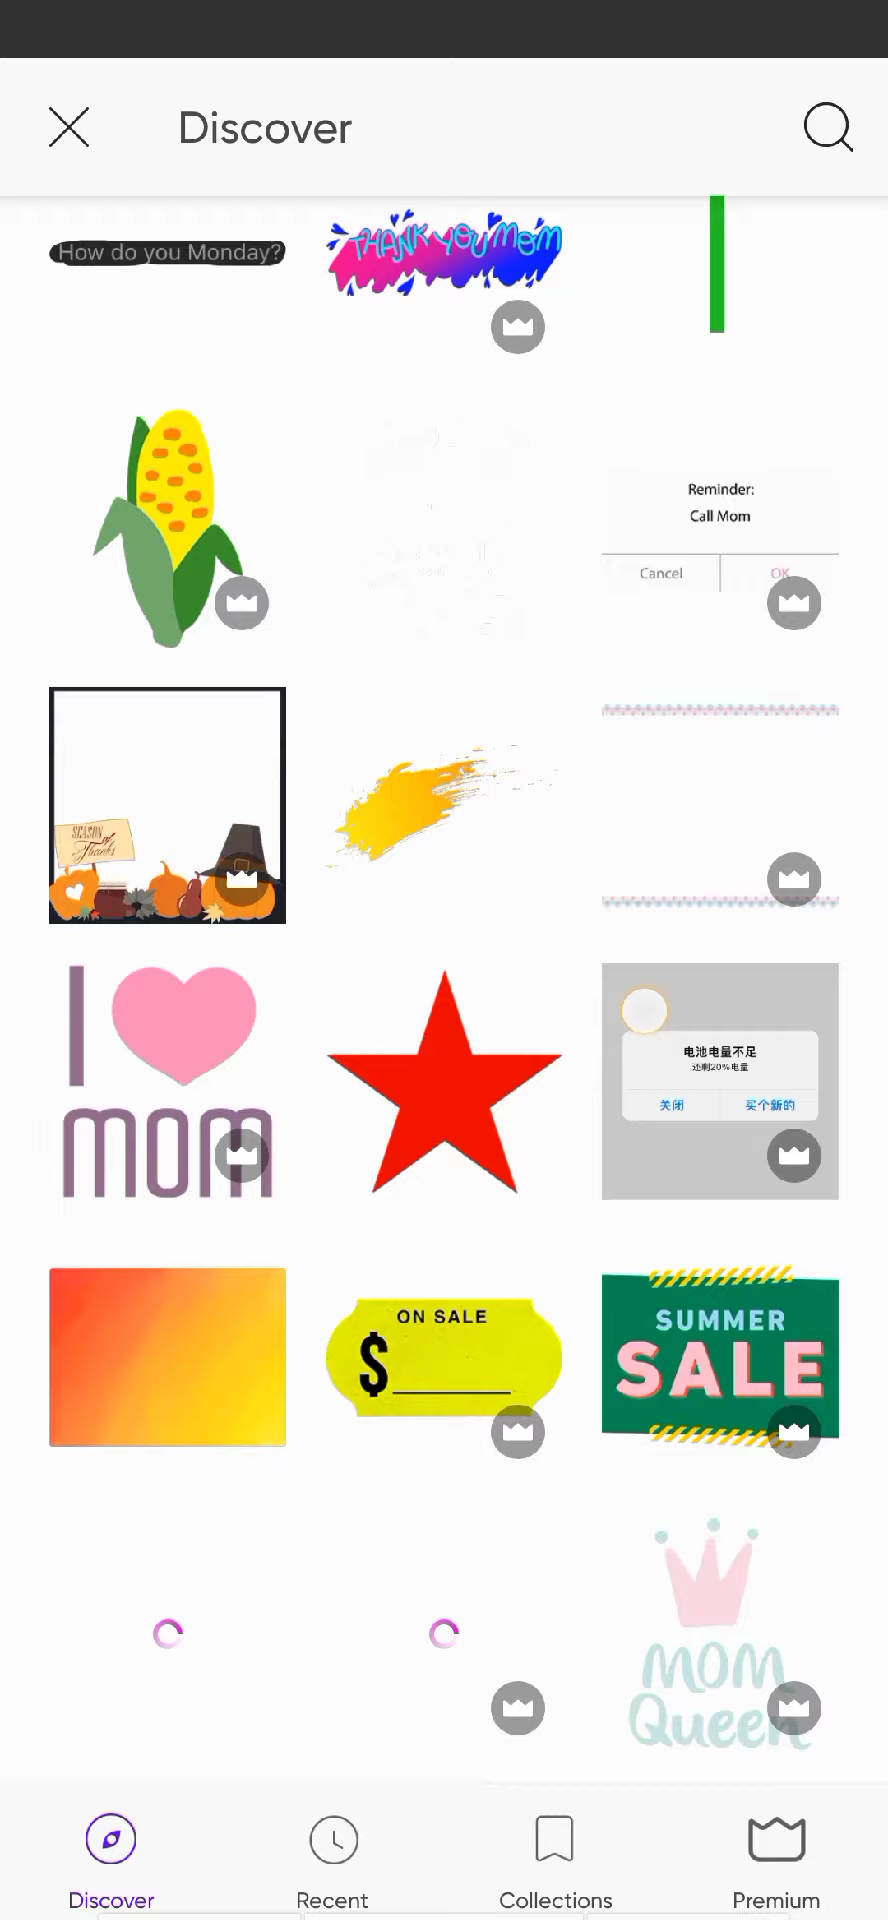 Discover
How do you Monday?
THANK YOU MOM
Reminder:
Call Mom
Cancel
OK
SEASON
of
Thanks
I
MOM
电池电量不足
还剩20%电量
关闭
买个新的
ON SALE
$
SUMMER
SALE
MOM
Queen
Discover
Recent
Collections
Premium